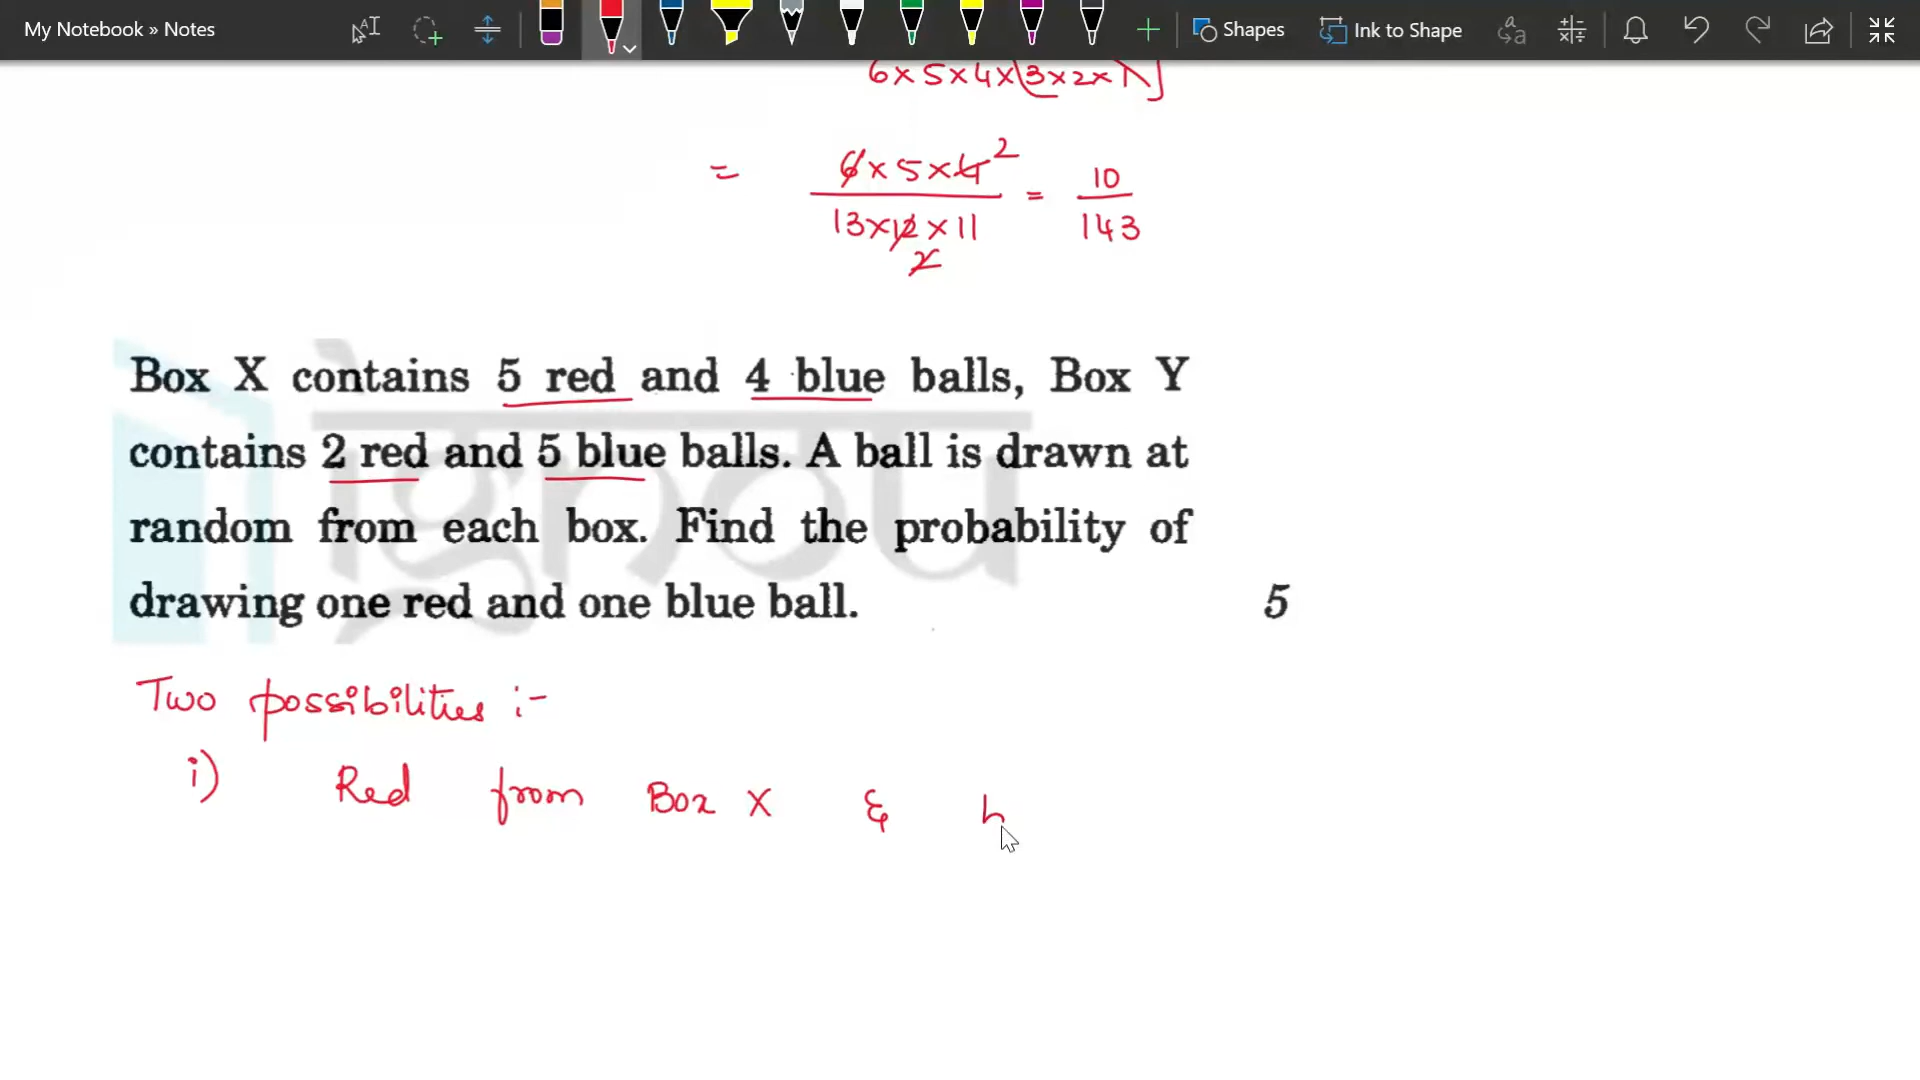 My Notebook » Notes
Shapes
Ink to Shape
6 x 5 x 4 x (3 x 2 x 1)
= 6 x 5 x 4 2 / 13 x 12 x 11 = 10 / 143
2
Box X contains 5 red and 4 blue balls, Box Y
contains 2 red and 5 blue balls. A ball is drawn at
random from each box. Find the probability of
drawing one red and one blue ball. 5
ignou
Two possibilities :-
i) Red from Box X &